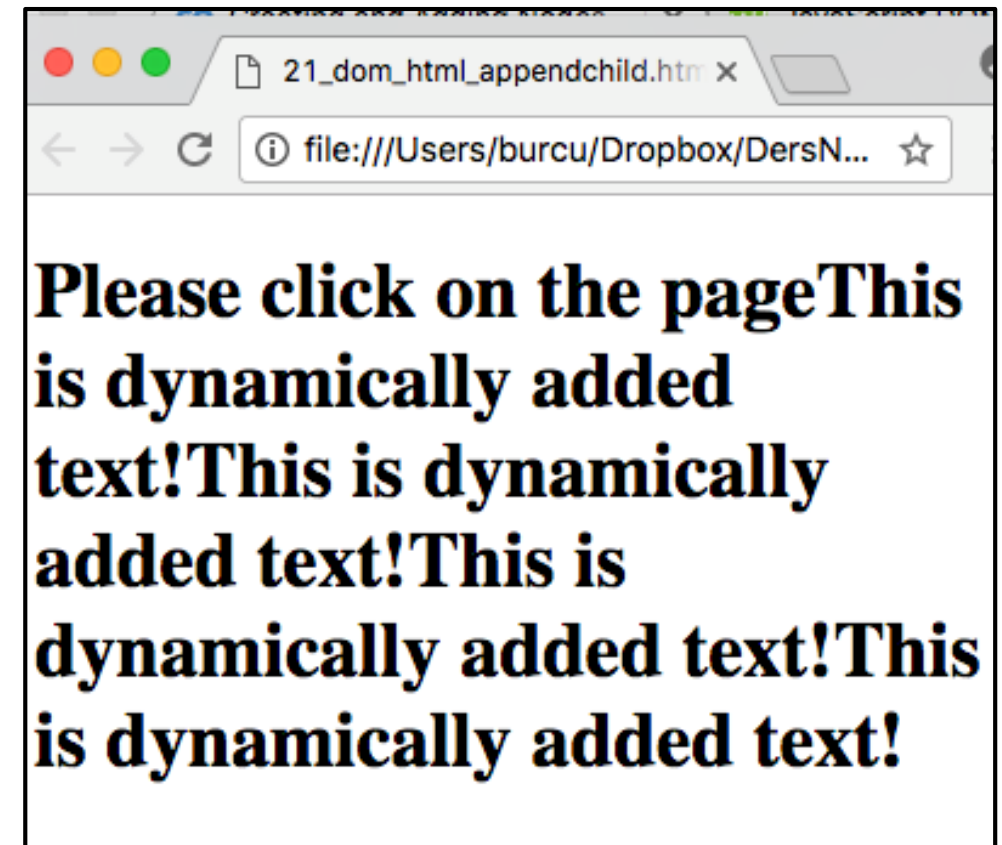 21_dom_html_appendchild.htm
file:///Users/burcu/Dropbox/DersN...
Please click on the pageThis
is dynamically added
text!This is dynamically
added text!This is
dynamically added text!This
is dynamically added text!